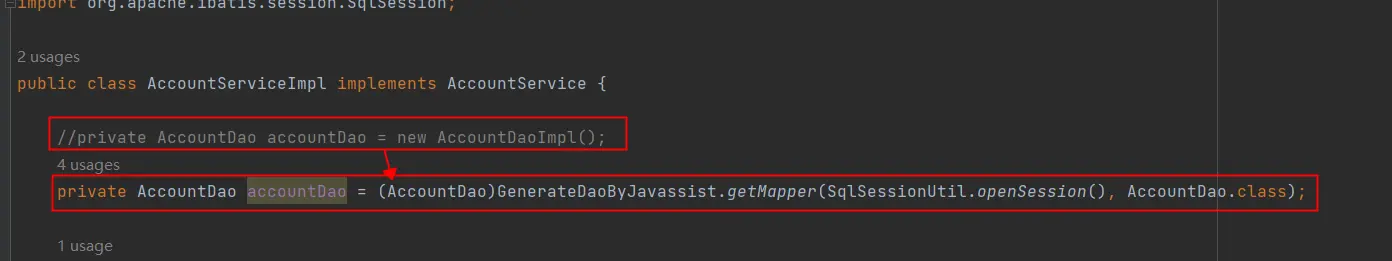 import org.apache.ibatis.session.SqlSession;
2 usages
public class AccountServiceImpl implements AccountService {
//private AccountDao accountDao = new AccountDaoImpl();
4 usages
private AccountDao accountDao = (AccountDao)GenerateDaoByJavassist.getMapper(SqlSessionUtil.openSession(), AccountDao.class);
1 usage